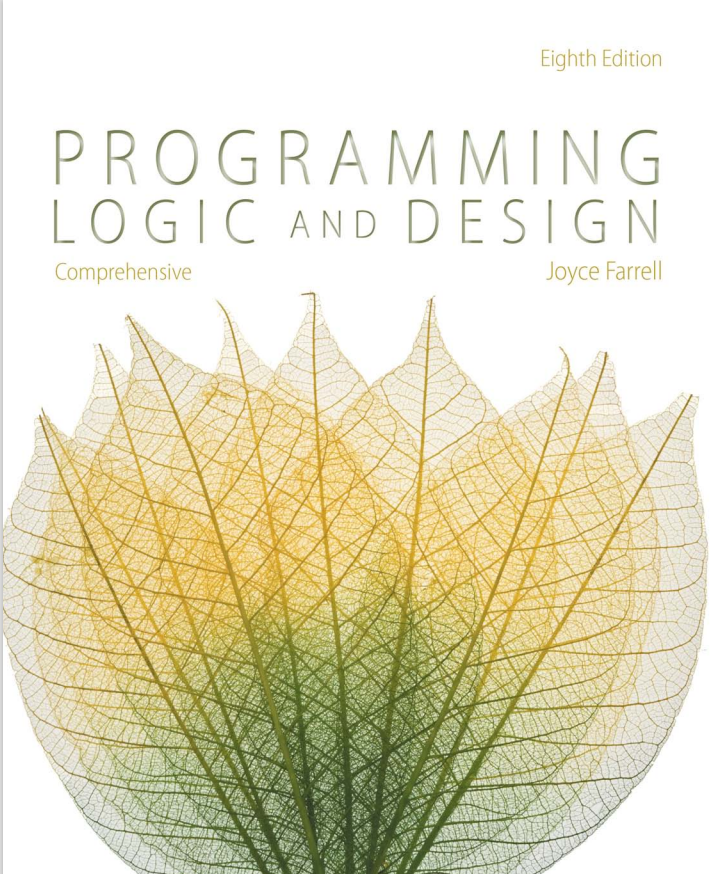 Eighth Edition
PROGRAMMING
LOGIC AND DESIGN
Comprehensive Joyce Farrell